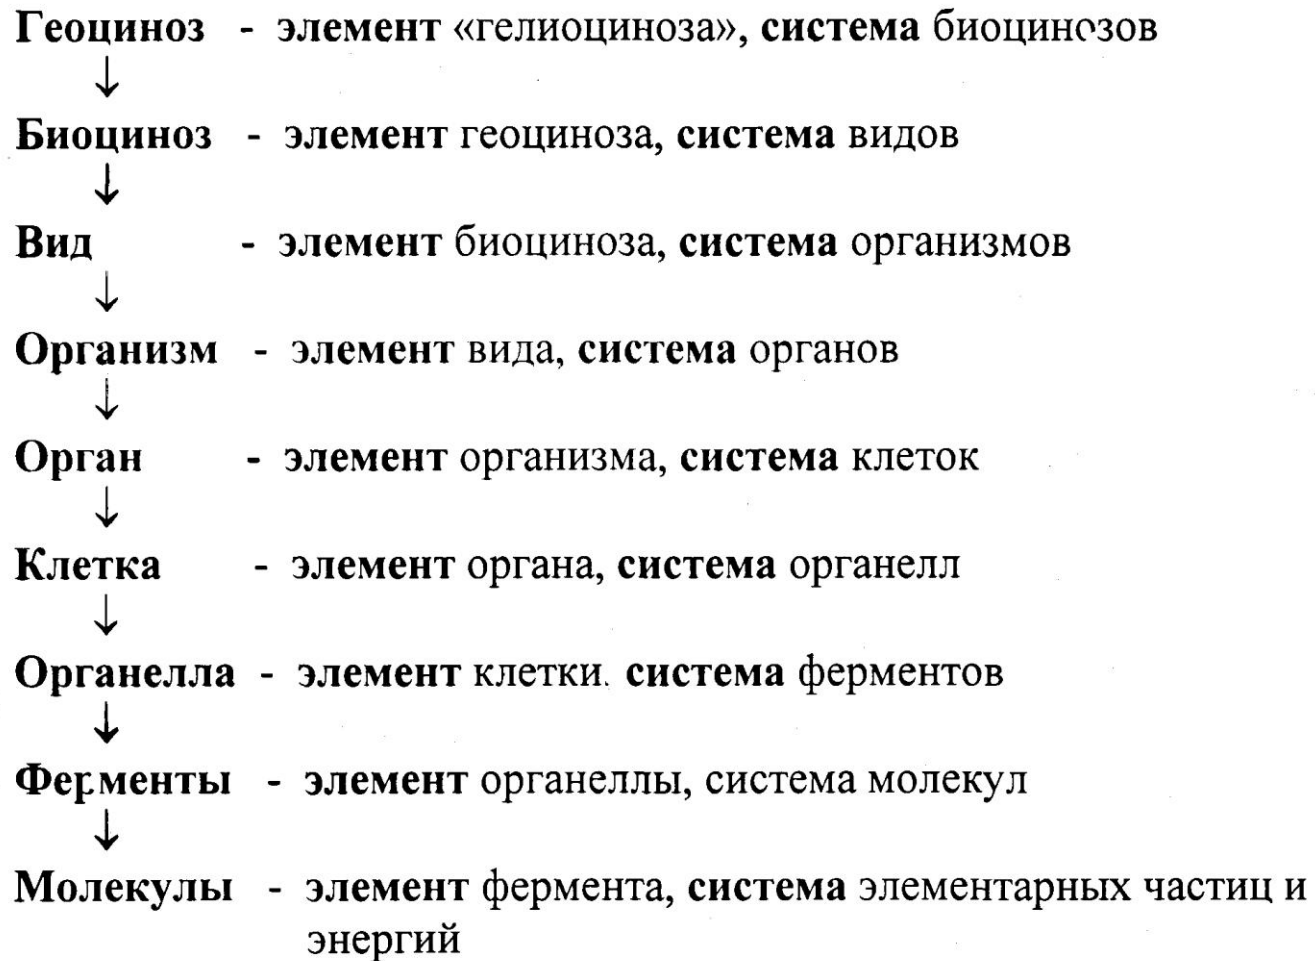 Геоциноз - элемент «гелиоциноза», система биоцинозов
↓
Биоциноз - элемент геоциноза, система видов
↓
Вид - элемент биоциноза, система организмов
↓
Организм - элемент вида, система органов
↓
Орган - элемент организма, система клеток
↓
Клетка - элемент органа, система органелл
↓
Органелла - элемент клетки. система ферментов
↓
Ферменты - элемент органеллы, система молекул
↓
Молекулы - элемент фермента, система элементарных частиц и
энергий